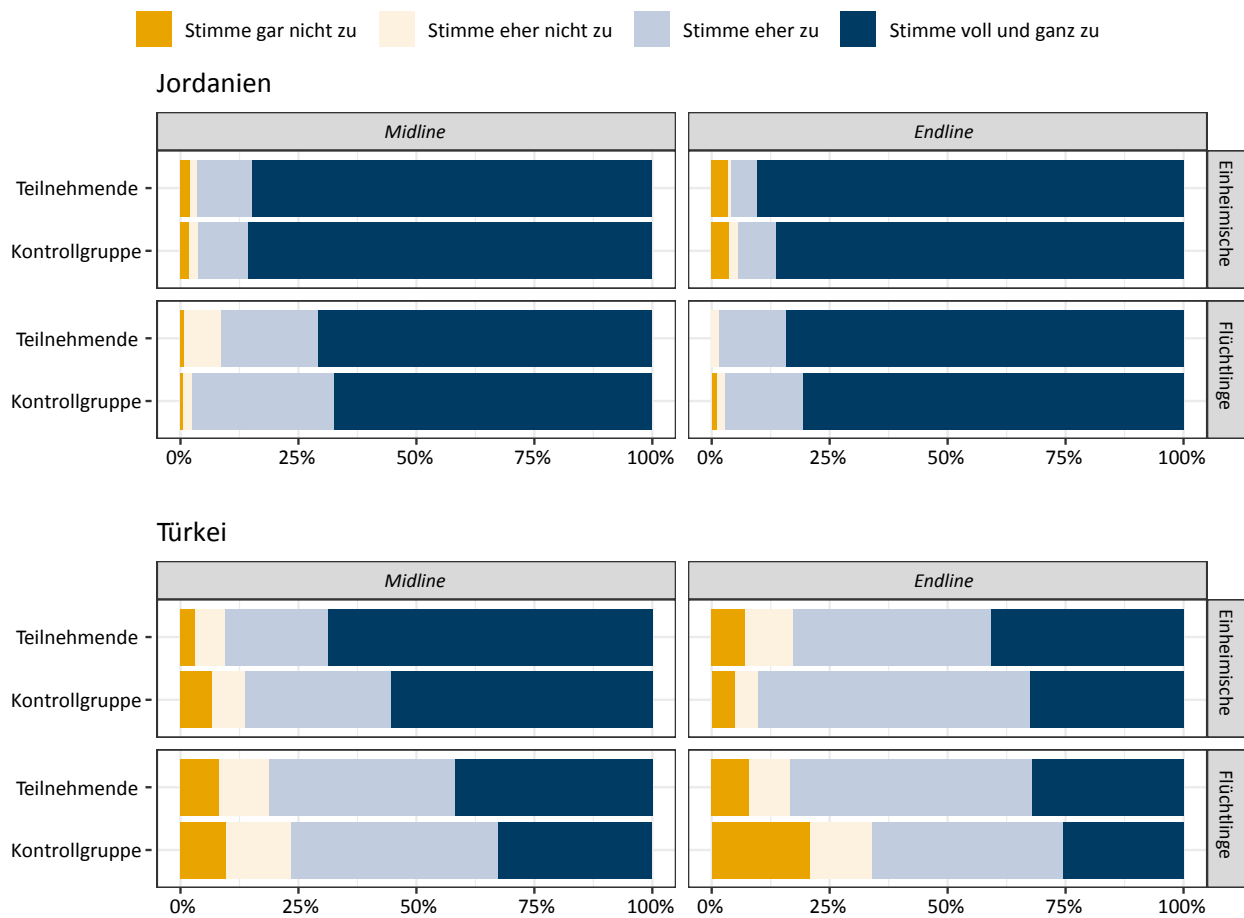 Stimme gar nicht zu Stimme eher nicht zu Stimme eher zu Stimme voll und ganz zu
Jordanien
Midline Endline
Teilnehmende
Kontrollgruppe
Einheimische
Teilnehmende
Kontrollgruppe
Flüchtlinge
0% 25% 50% 75% 100% 0% 25% 50% 75% 100%
Türkei
Midline Endline
Teilnehmende
Kontrollgruppe
Einheimische
Teilnehmende
Kontrollgruppe
Flüchtlinge
0% 25% 50% 75% 100% 0% 25% 50% 75% 100%